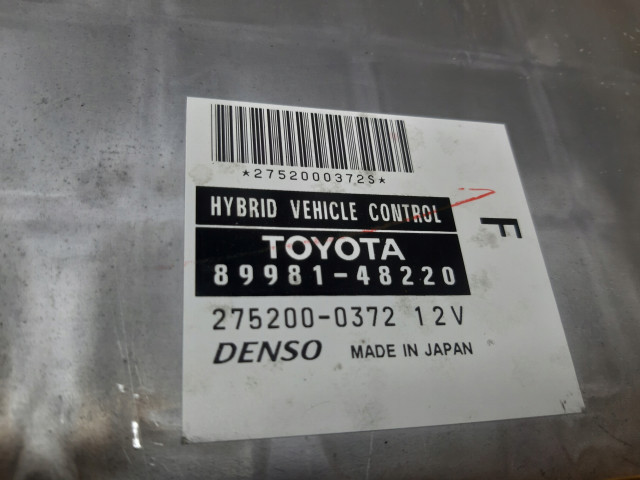 *2752000372S*
HYBRID VEHICLE CONTROL
TOYOTA
89981-48220
F
275200-0372 12V
DENSO MADE IN JAPAN